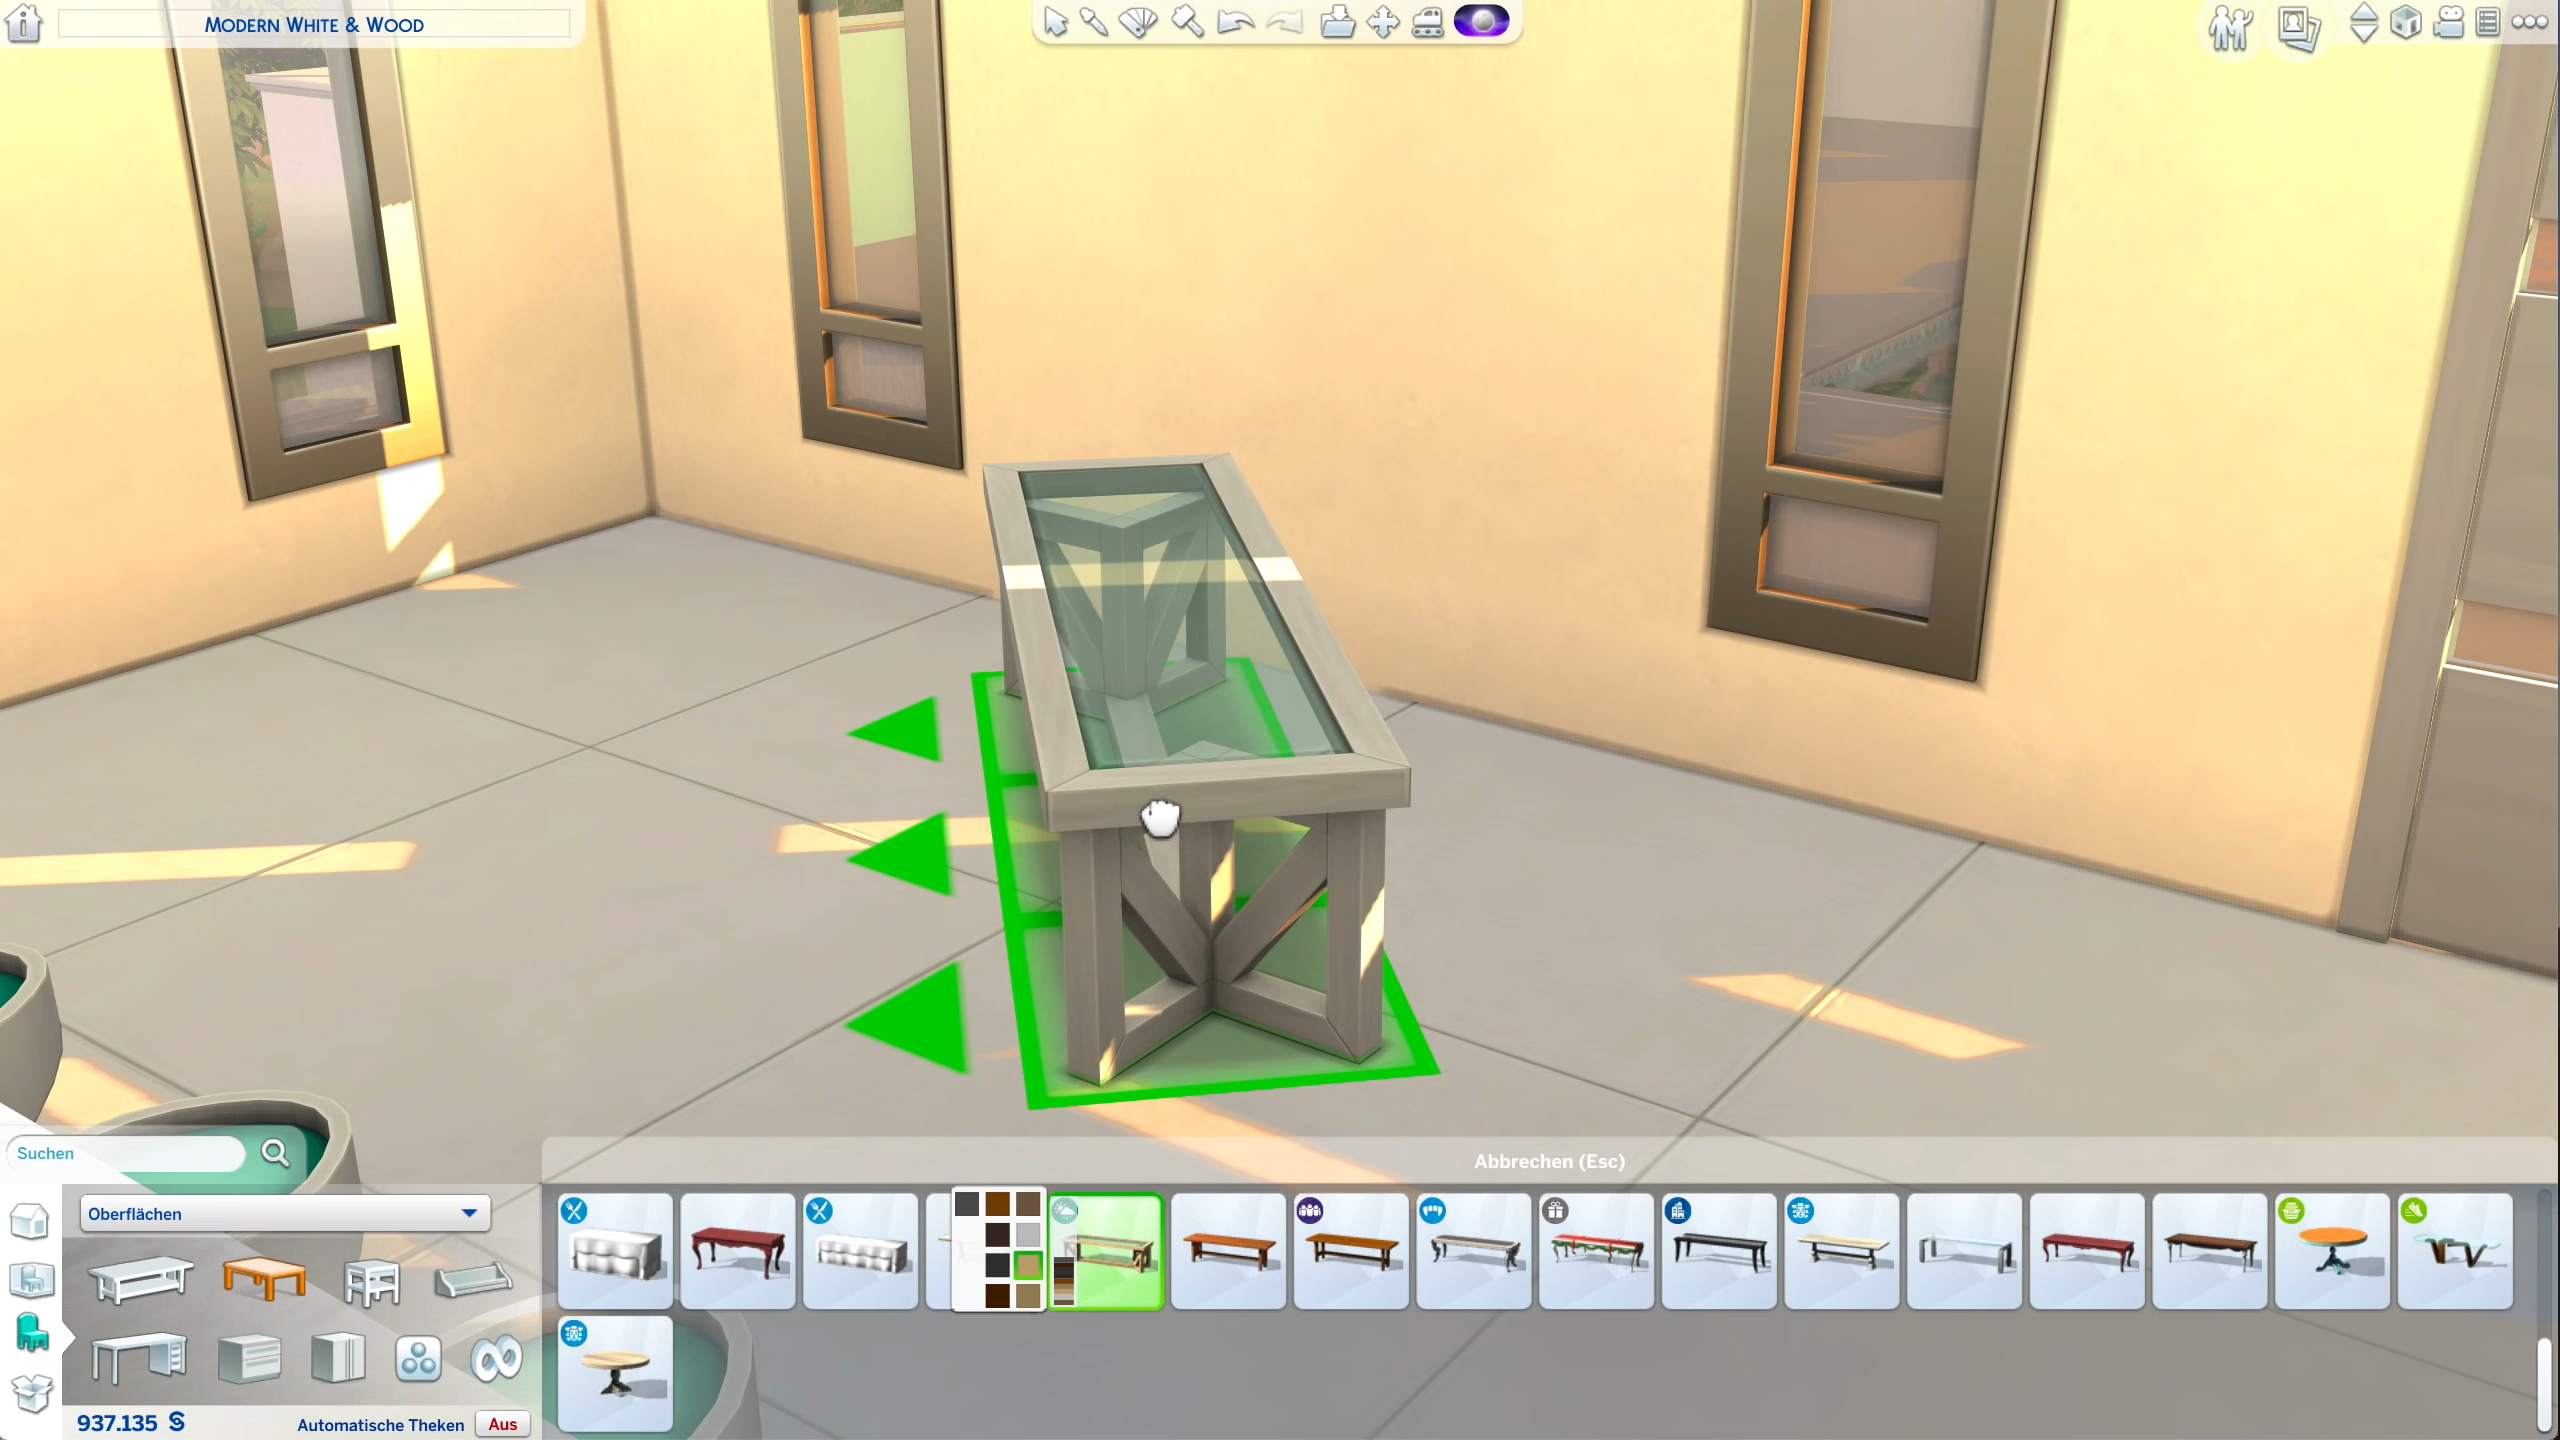 Modern White & Wood
Suchen
Abbrechen (Esc)
Oberflächen
937.135 §
Automatische Theken Aus